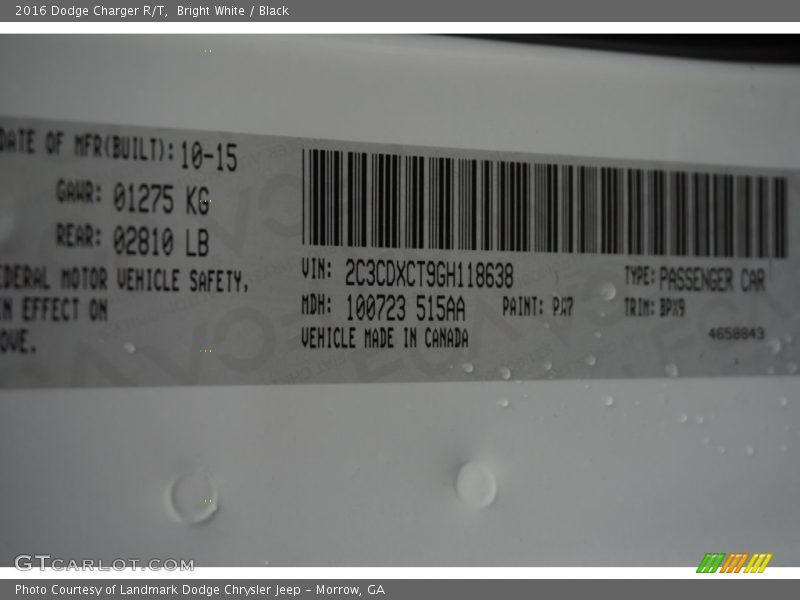 2016 Dodge Charger R/T, Bright White / Black
DATE OF MFR(BUILT): 10-15
GAWR: 01275 KG
REAR: 02810 LB
MOTOR VEHICLE SAFETY,
EFFECT ON
VIN: 2C3CDXCT9GH118638
TYPE: PASSENGER CAR
MDH: 100723 515AA
PAINT: PW7
TRIM: BPX9
VEHICLE MADE IN CANADA
4658843
GTCARLOT.COM
Photo Courtesy of Landmark Dodge Chrysler Jeep – Morrow, GA